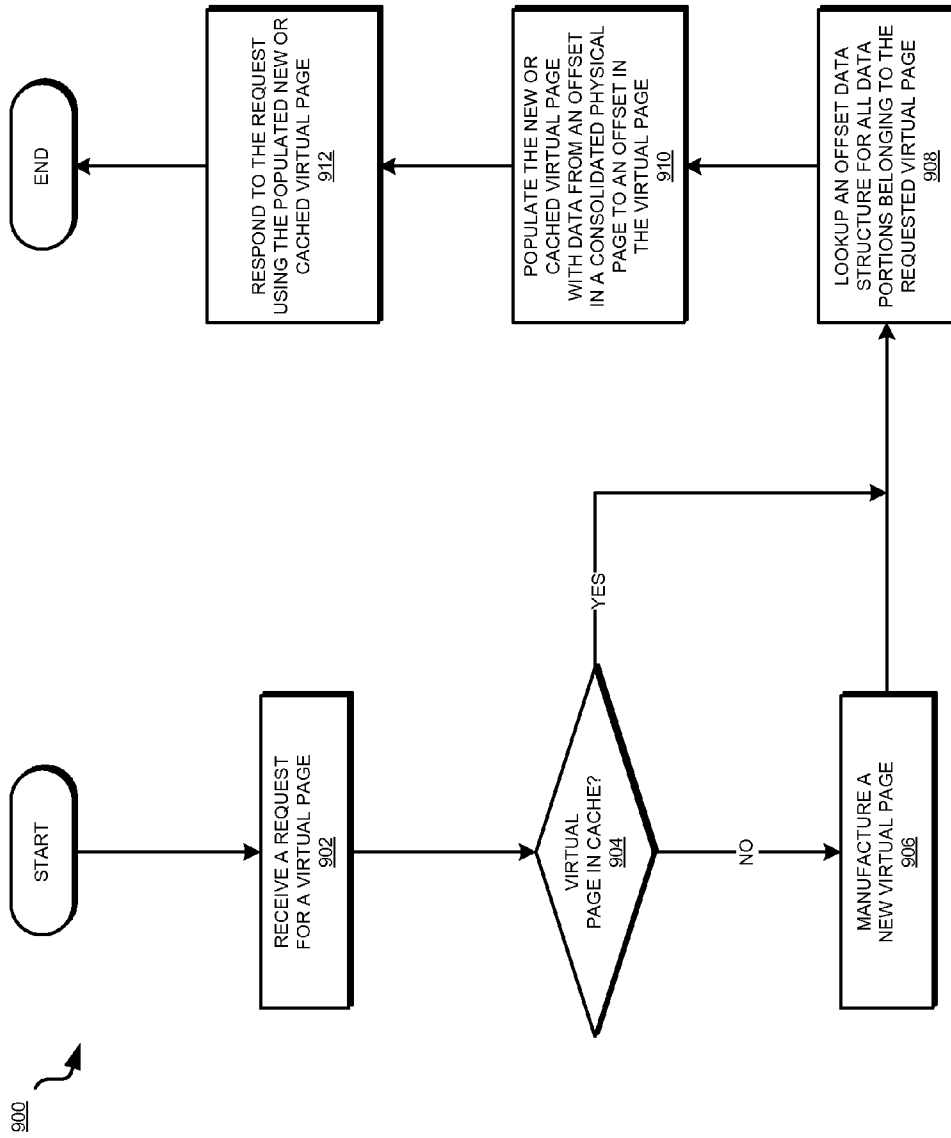 900
START
RECEIVE A REQUEST
FOR A VIRTUAL PAGE
902
VIRTUAL
PAGE IN CACHE?
904
YES
NO
MANUFACTURE A
NEW VIRTUAL PAGE
906
LOOKUP AN OFFSET DATA
STRUCTURE FOR ALL DATA
PORTIONS BELONGING TO THE
REQUESTED VIRTUAL PAGE
908
POPULATE THE NEW OR
CACHED VIRTUAL PAGE
WITH DATA FROM AN OFFSET
IN A CONSOLIDATED PHYSICAL
PAGE TO AN OFFSET IN
THE VIRTUAL PAGE
910
RESPOND TO THE REQUEST
USING THE POPULATED NEW OR
CACHED VIRTUAL PAGE
912
END